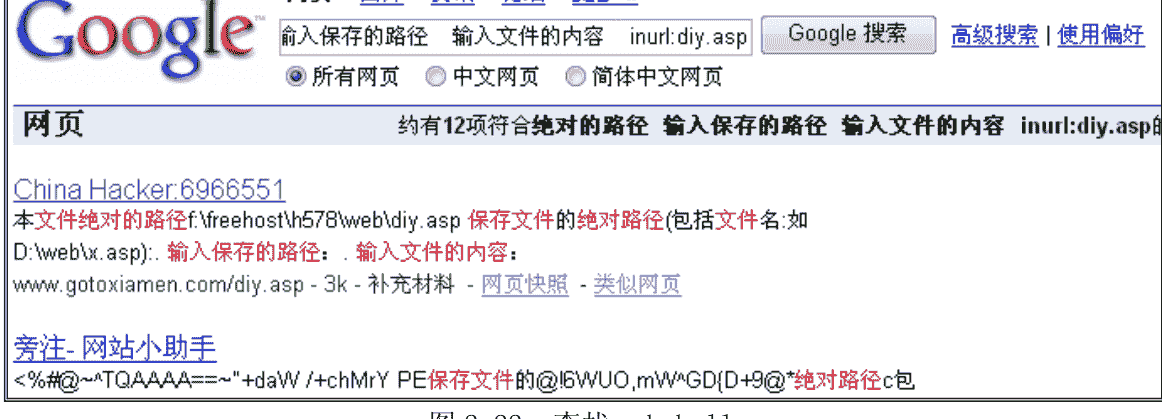 Google™
俞入保存的路径 输入文件的内容 inurl:diy.asp Google 搜索 高级搜索 | 使用偏好
所有网页 中文网页 简体中文网页
网页 约有12项符合绝对的路径 输入保存的路径 输入文件的内容 inurl:diy.asp的
China Hacker:6966551
本文件绝对的路径f:\freehost\h578\web\diy.asp 保存文件的绝对路径(包括文件名:如
D:\web\x.asp):. 输入保存的路径：. 输入文件的内容：
www.gotoxiamen.com/diy.asp - 3k - 补充材料 - 网页快照 - 类似网页
旁注- 网站小助手
<%#@~^TQAAAA==~"+daW /+chMrY PE保存文件的@!6WUO,mW^GD{D+9@*绝对路径c包